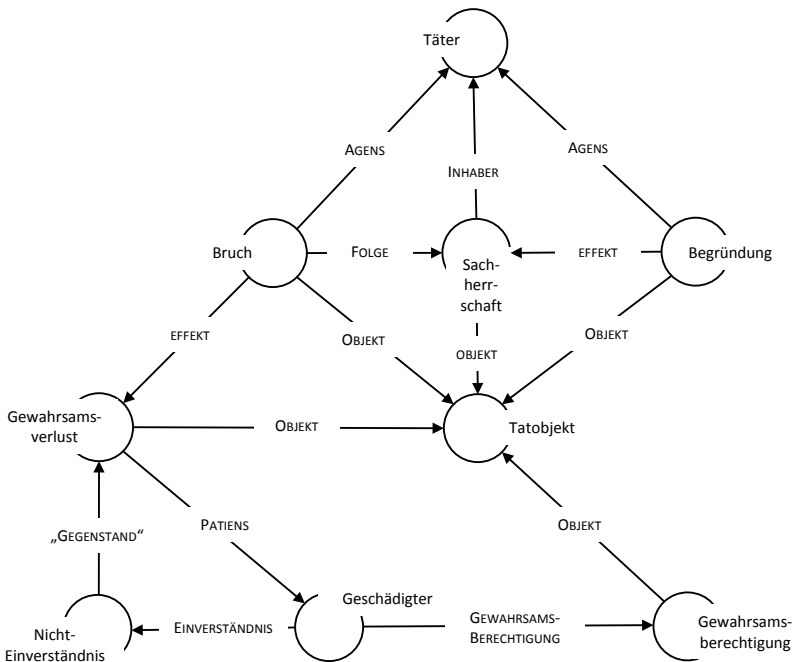 Täter
AGENS
AGENS
INHABER
Bruch
FOLGE
Sach-
herr-
schaft
EFFEKT
Begründung
EFFEKT
OBJEKT
OBJEKT
OBJEKT
Gewahrsams-
verlust
OBJEKT
Tatobjekt
„GEGENSTAND“
PATIENS
OBJEKT
Nicht-
Einverständnis
EINVERSTÄNDNIS
Geschädigter
GEWAHRSAMS-
BERECHTIGUNG
Gewahrsams-
berechtigung